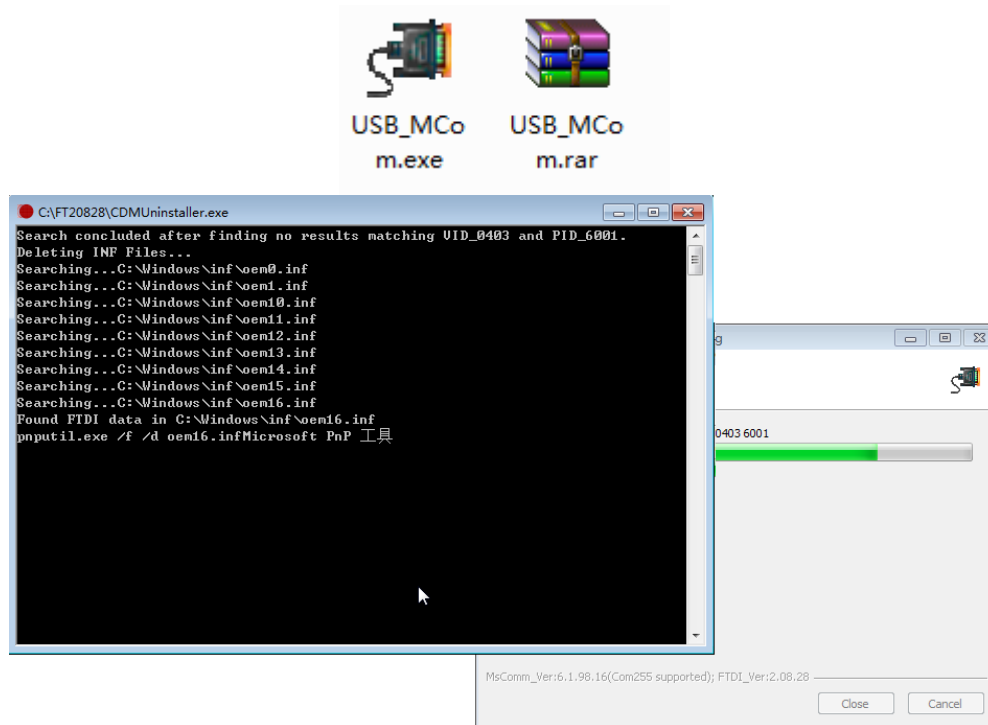 USB_MCo
m.exe
USB_MCo
m.rar
C:\FT20828\CDMUninstaller.exe
Search concluded after finding no results matching VID_0403 and PID_6001.
Deleting INF Files...
Searching...C:\Windows\inf\oem0.inf
Searching...C:\Windows\inf\oem1.inf
Searching...C:\Windows\inf\oem10.inf
Searching...C:\Windows\inf\oem11.inf
Searching...C:\Windows\inf\oem12.inf
Searching...C:\Windows\inf\oem13.inf
Searching...C:\Windows\inf\oem14.inf
Searching...C:\Windows\inf\oem15.inf
Searching...C:\Windows\inf\oem16.inf
Found FTDI data in C:\Windows\inf\oem16.inf
pnputil.exe /f /d oem16.infMicrosoft PnP 工具
g
0403 6001
MsComm_Ver:6.1.98.16(Com255 supported); FTDI_Ver:2.08.28
Close
Cancel